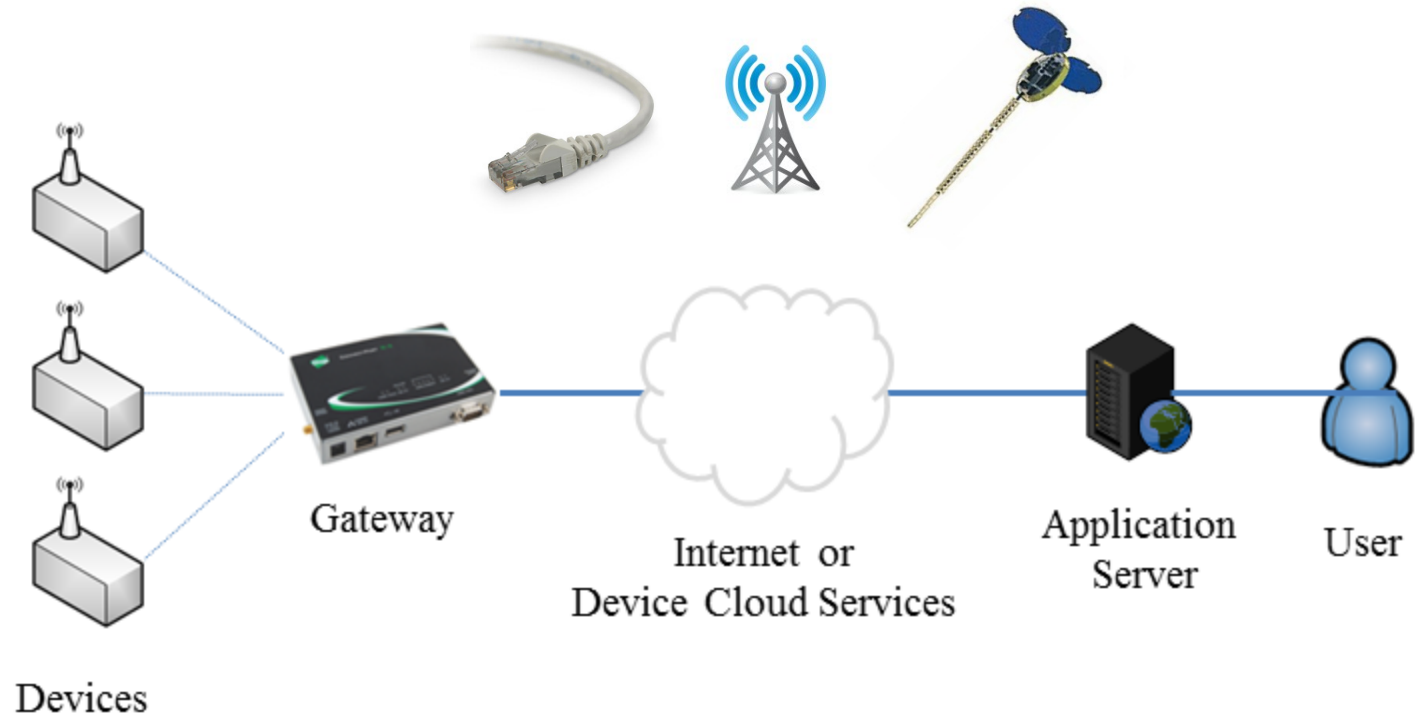 Gateway
Internet or
Device Cloud Services
Application
Server
User
Devices